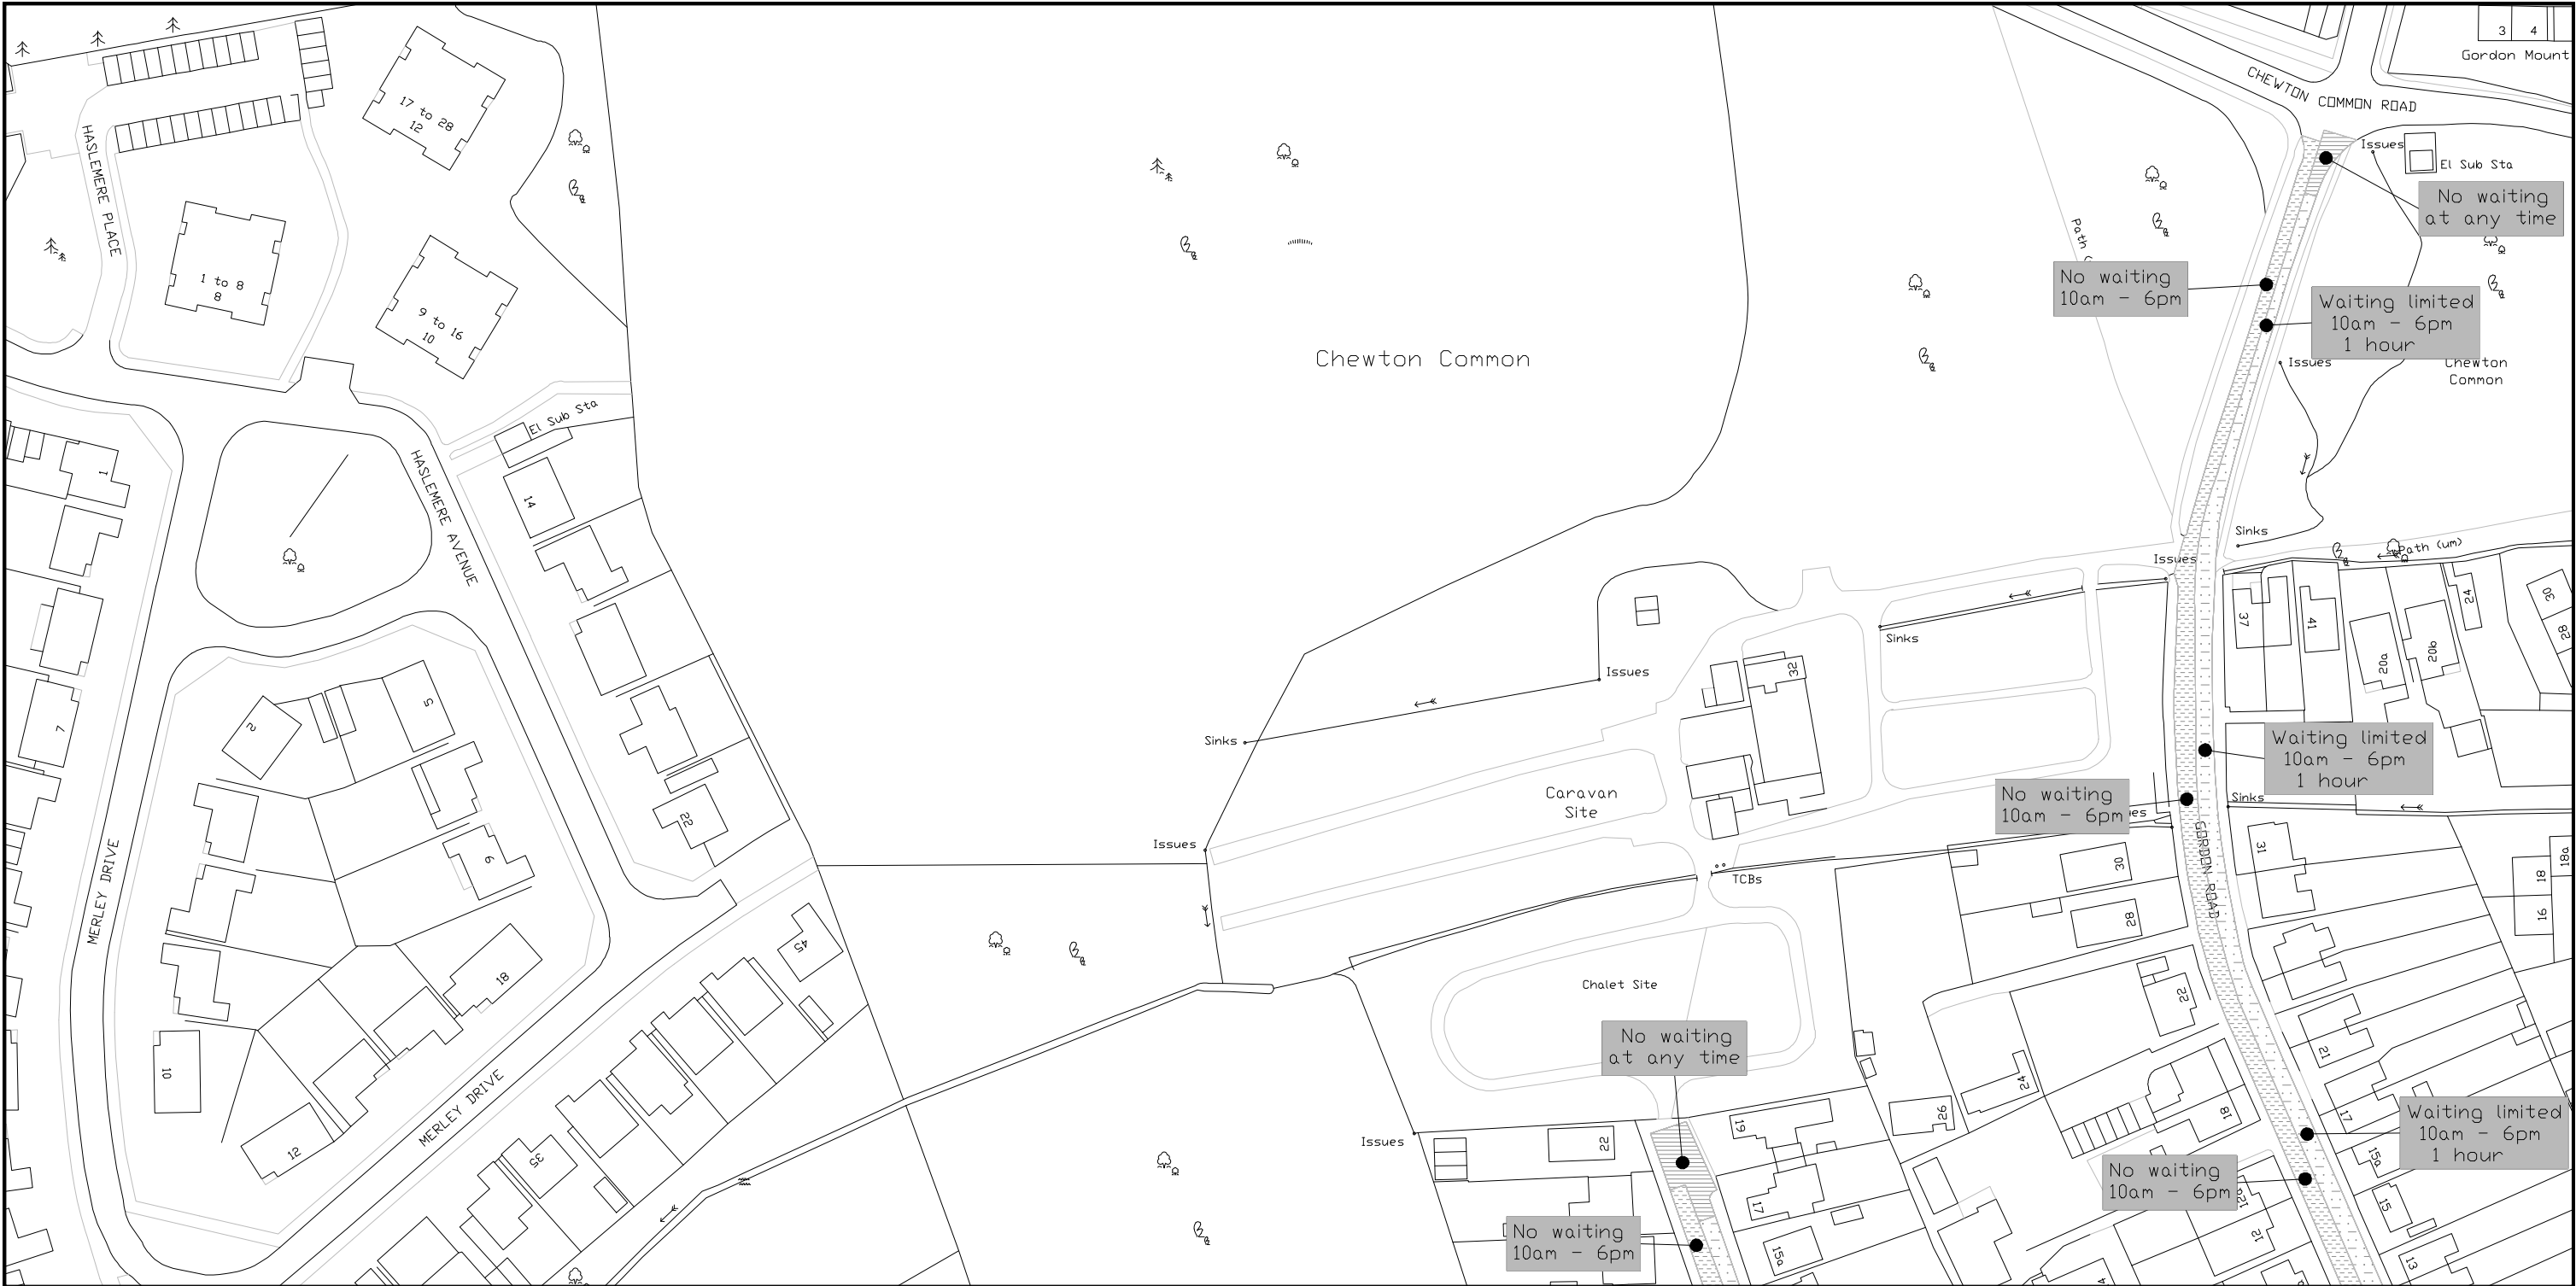 3 4
Gordon Mount
CHEWTON COMMON ROAD
17 to 28
12
HASLEMERE PLACE
Issues
El Sub Sta
No waiting
at any time
Path
1 to 8
8
9 to 16
10
No waiting
10am - 6pm
Waiting limited
10am - 6pm
1 hour
Chewton Common
Issues
Chewton
Common
El Sub Sta
1
14
HASLEMERE AVENUE
Sinks
Path (um)
Issues
Sinks
37
41
20a
20b
24
30
28
Issues
32
Sinks
2
5
7
Waiting limited
10am - 6pm
1 hour
Caravan
Site
No waiting
10am - 6pm
Sinks
22
Issues
MERLEY DRIVE
6
TCBs
GORDON ROAD
30
28
31
18
18a
16
45
18
Chalet Site
22
No waiting
at any time
24
21
10
MERLEY DRIVE
12
35
Issues
22
19
26
18
17
Waiting limited
10am - 6pm
1 hour
15a
No waiting
10am - 6pm
17
15
12
No waiting
10am - 6pm
15a
13